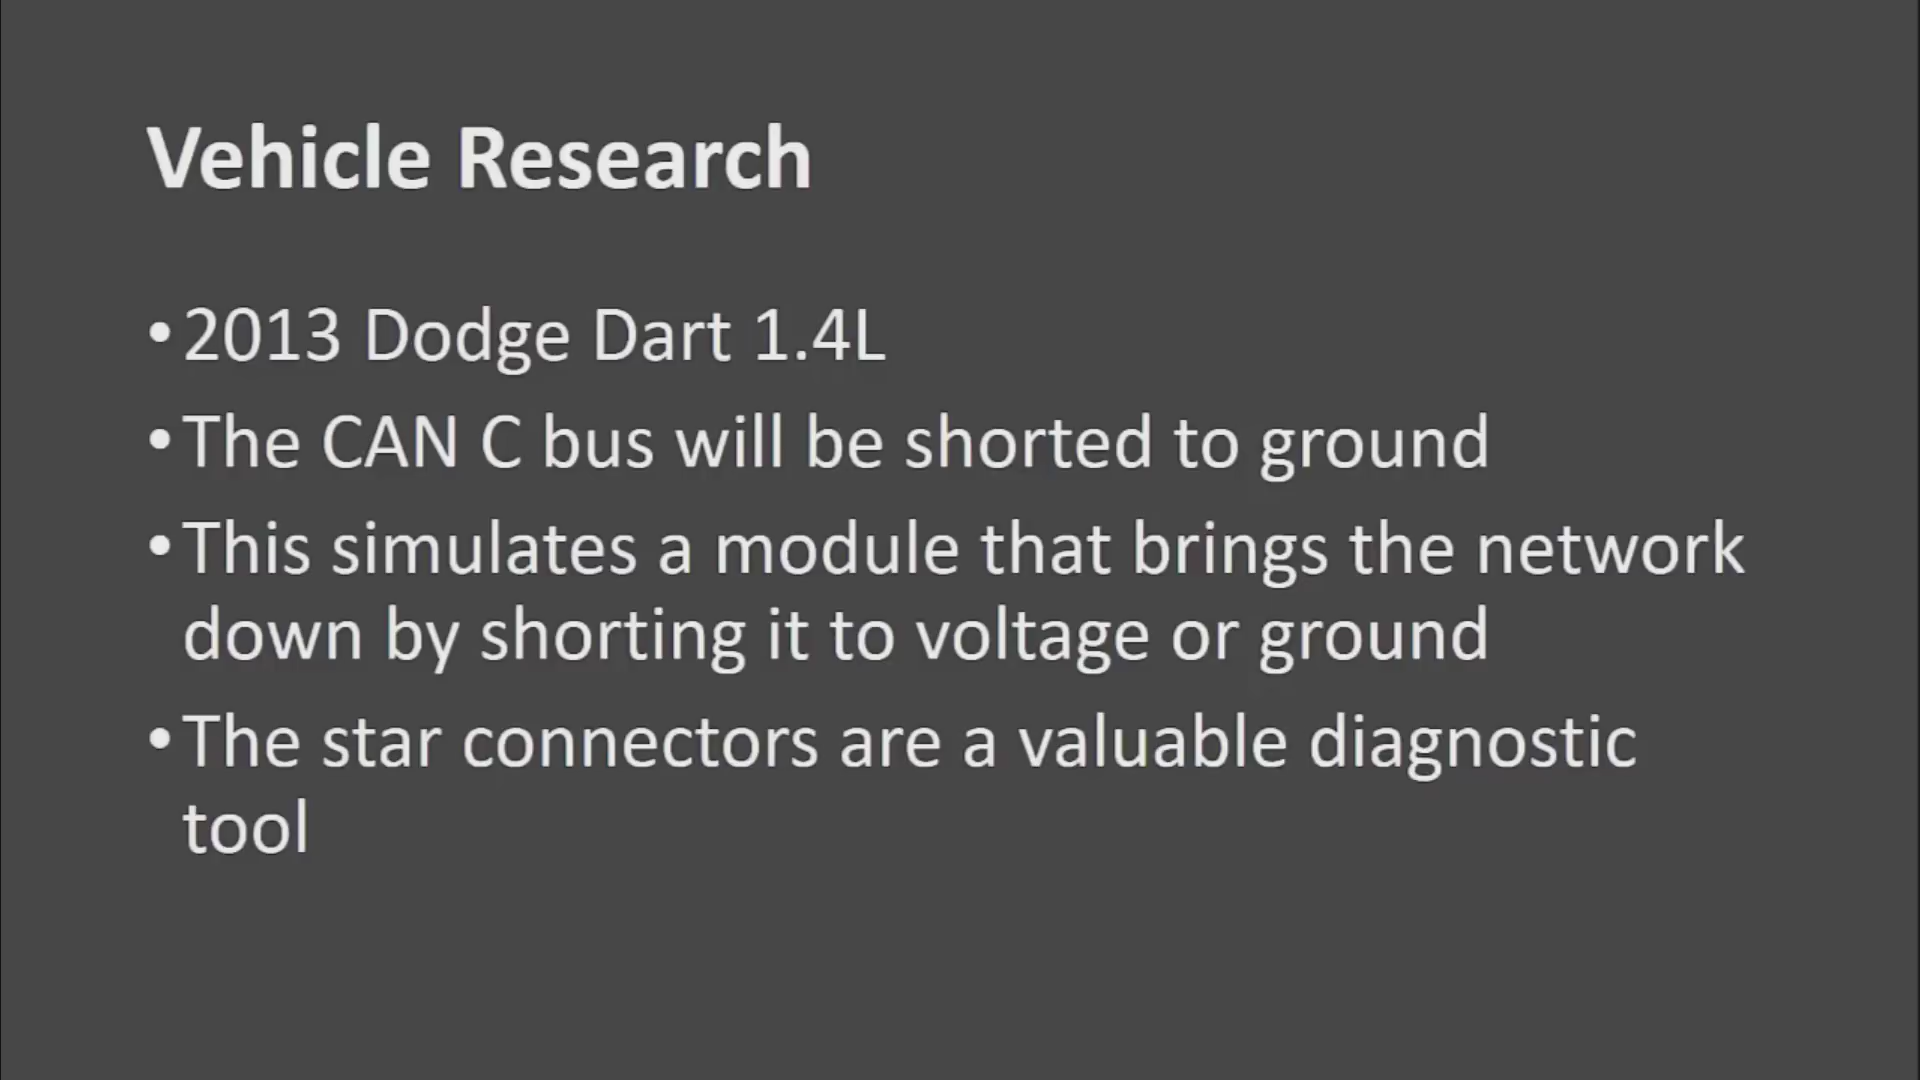 Vehicle Research
•2013 Dodge Dart 1.4L
•The CAN C bus will be shorted to ground
•This simulates a module that brings the network
down by shorting it to voltage or ground
•The star connectors are a valuable diagnostic
tool